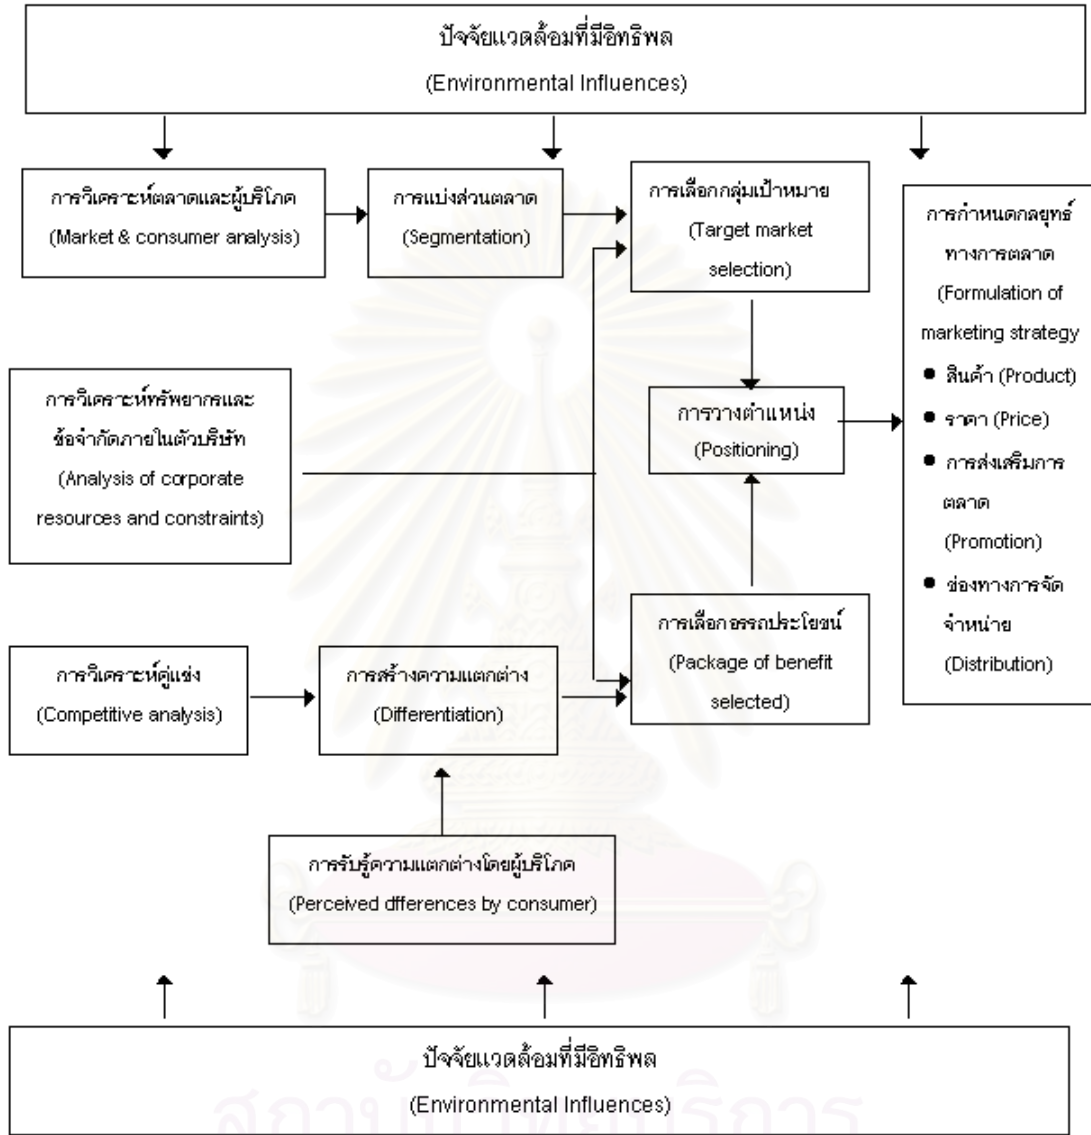 ปัจจัยแวดล้อมที่มีอิทธิพล
(Environmental Influences)
การวิเคราะห์ตลาดและผู้บริโภค
(Market & consumer analysis)
การแบ่งส่วนตลาด
(Segmentation)
การเลือกกลุ่มเป้าหมาย
(Target market
selection)
การกำหนดกลยุทธ์
ทางการตลาด
(Formulation of
marketing strategy
● สินค้า (Product)
● ราคา (Price)
● การส่งเสริมการ
ตลาด
(Promotion)
● ช่องทางการจัด
จำหน่าย
(Distribution)
การวิเคราะห์ทรัพยากรและ
ข้อจำกัดภายในตัวบริษัท
(Analysis of corporate
resources and constraints)
การวางตำแหน่ง
(Positioning)
การเลือกอรรถประโยชน์
(Package of benefit
selected)
การวิเคราะห์คู่แข่ง
(Competitive analysis)
การสร้างความแตกต่าง
(Differentiation)
การรับรู้ความแตกต่างโดยผู้บริโภค
(Perceived dfferences by consumer)
ปัจจัยแวดล้อมที่มีอิทธิพล
(Environmental Influences)
สถาบันวิทยบริการ